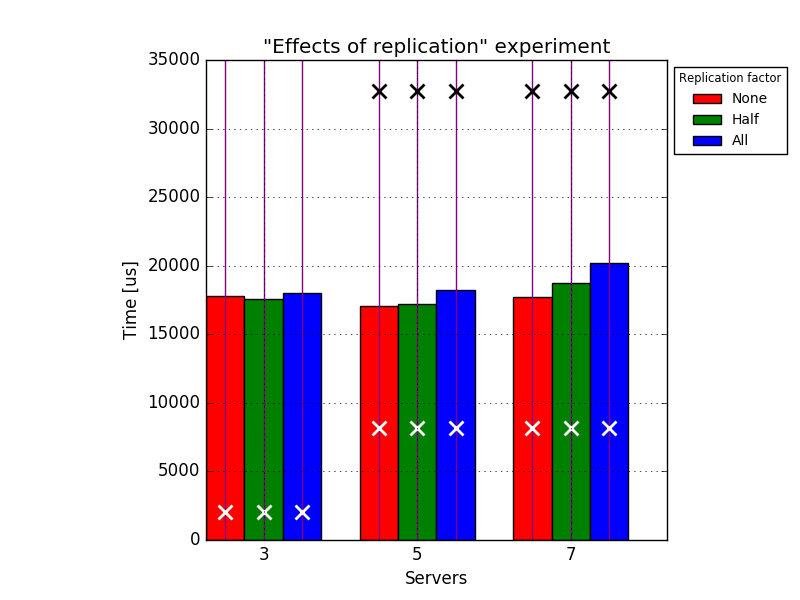 "Effects of replication" experiment
35000
30000
25000
20000
15000
10000
5000
0
Time [us]
3 5 7
Servers
Replication factor
None
Half
All